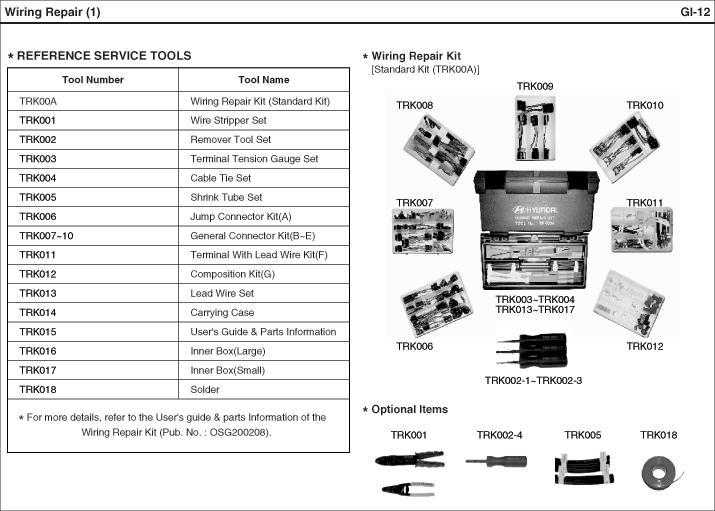 Wiring Repair (1) GI-12
* REFERENCE SERVICE TOOLS
Tool Number Tool Name
TRK00A Wiring Repair Kit (Standard Kit)
TRK001 Wire Stripper Set
TRK002 Remover Tool Set
TRK003 Terminal Tension Gauge Set
TRK004 Cable Tie Set
TRK005 Shrink Tube Set
TRK006 Jump Connector Kit(A)
TRK007~10 General Connector Kit(B~E)
TRK011 Terminal With Lead Wire Kit(F)
TRK012 Composition Kit(G)
TRK013 Lead Wire Set
TRK014 Carrying Case
TRK015 User's Guide & Parts Information
TRK016 Inner Box(Large)
TRK017 Inner Box(Small)
TRK018 Solder
* For more details, refer to the User's guide & parts Information of the
Wiring Repair Kit (Pub. No. : OSG200208).
* Wiring Repair Kit
[Standard Kit (TRK00A)]
TRK009
TRK008
TRK010
TRK007
HYUNDAI
TRK011
TRK003~TRK004
TRK013~TRK017
TRK006
TRK012
TRK002-1~TRK002-3
* Optional Items
TRK001 TRK002-4 TRK005 TRK018